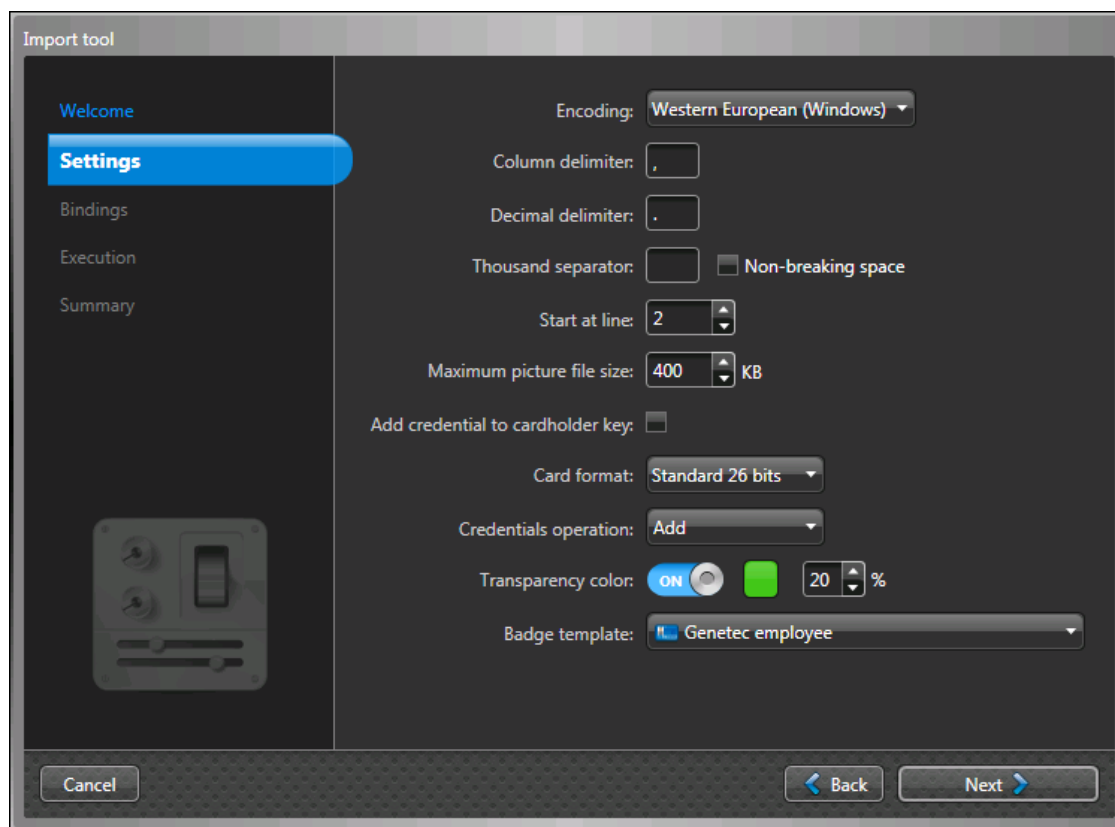 Import tool
Welcome
Settings
Bindings
Execution
Summary
Encoding: Western European (Windows)
Column delimiter: ,
Decimal delimiter: .
Thousand separator: Non-breaking space
Start at line: 2
Maximum picture file size: 400 KB
Add credential to cardholder key:
Card format: Standard 26 bits
Credentials operation: Add
Transparency color: ON 20 %
Badge template: Genetec employee
Cancel Back Next